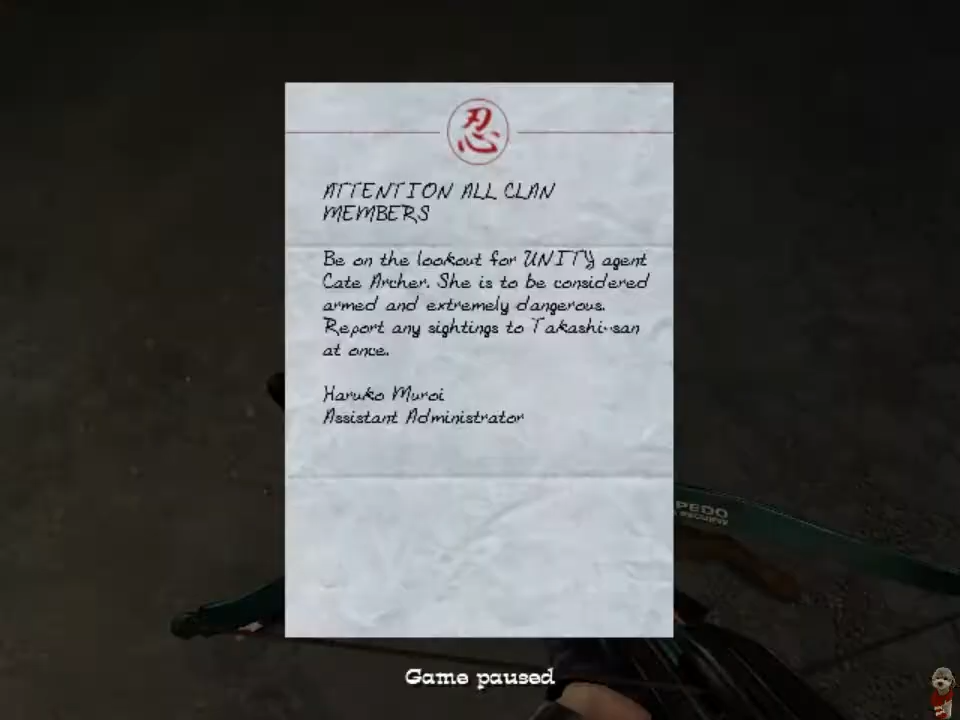 忍
ATTENTION ALL CLAN
MEMBERS
Be on the lookout for UNITY agent
Cate Archer. She is to be considered
armed and extremely dangerous.
Report any sightings to Takashi-san
at once.
Haruko Muroi
Assistant Administrator
PEDO
Game paused